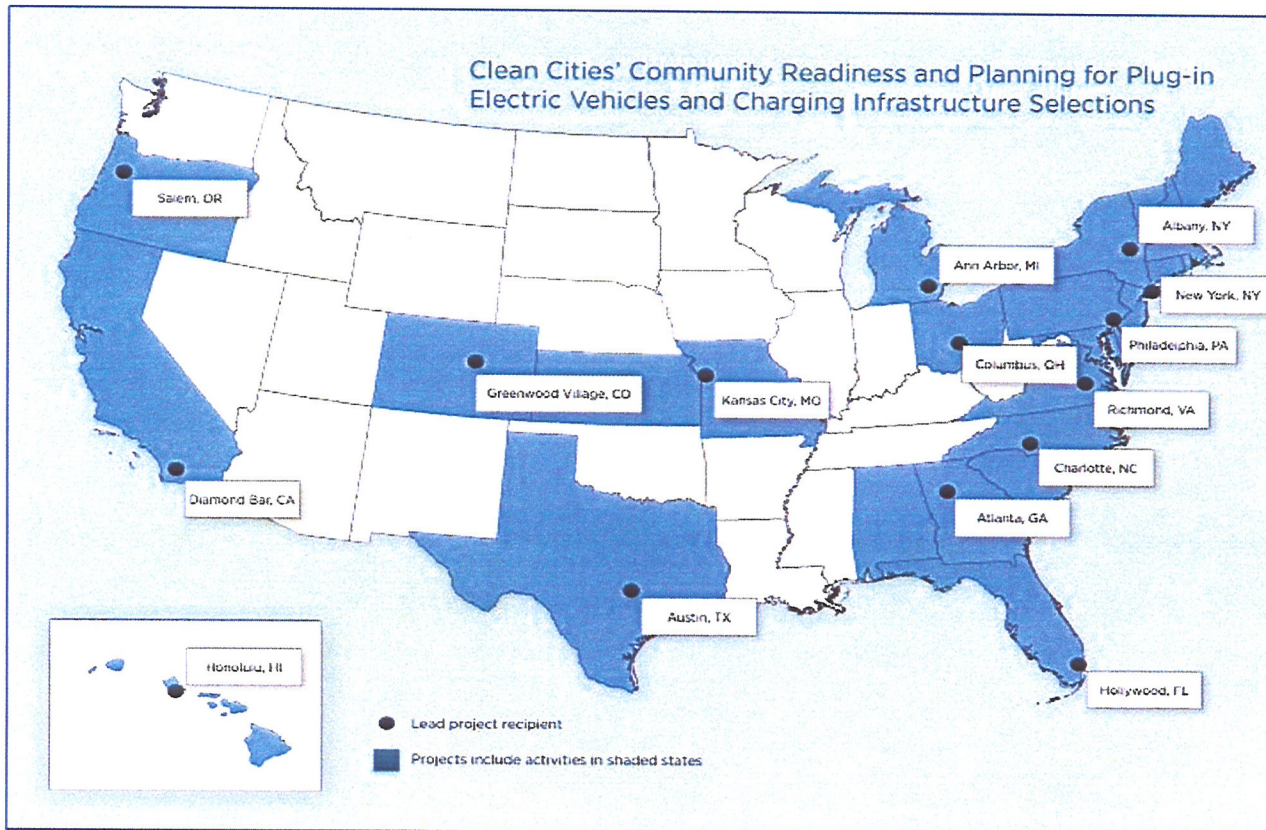 Clean Cities' Community Readiness and Planning for Plug-in
Electric Vehicles and Charging Infrastructure Selections
Salem, OR
Albany, NY
Ann Arbor, MI
New York, NY
Philadelphia, PA
Columbus, OH
Greenwood Village, CO
Kansas City, MO
Richmond, VA
Charlotte, NC
Diamond Bar, CA
Atlanta, GA
Austin, TX
Honolulu, HI
Hollywood, FL
Lead project recipient
Projects include activities in shaded states